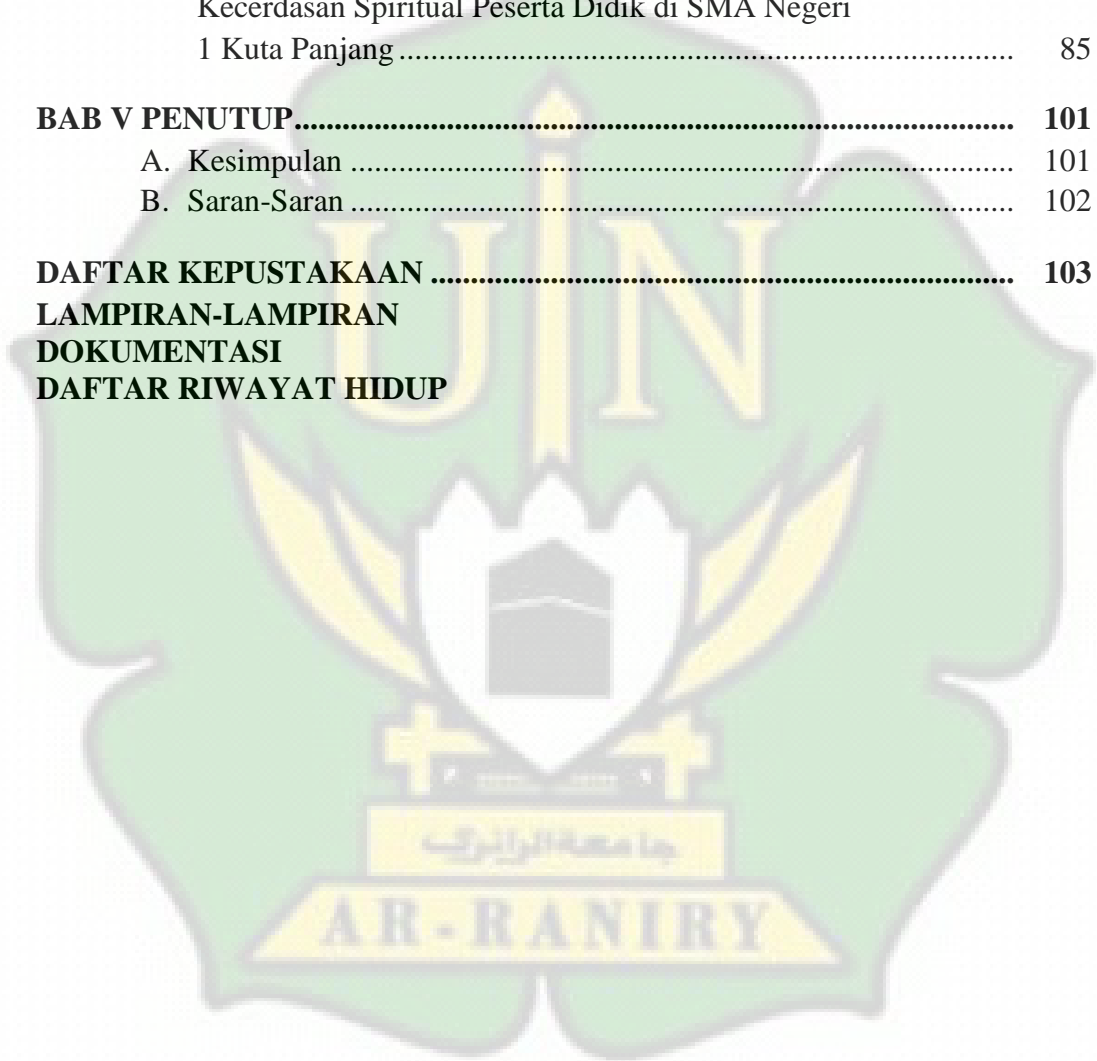 Kecerdasan Spiritual Peserta Didik di SMA Negeri
1 Kuta Panjang ............................................................................. 85
BAB V PENUTUP.......................................................................................... 101
A. Kesimpulan ................................................................................... 101
B. Saran-Saran ................................................................................... 102
DAFTAR KEPUSTAKAAN ......................................................................... 103
LAMPIRAN-LAMPIRAN
DOKUMENTASI
DAFTAR RIWAYAT HIDUP
UIN
جامعة الرانري
AR-RANIRY